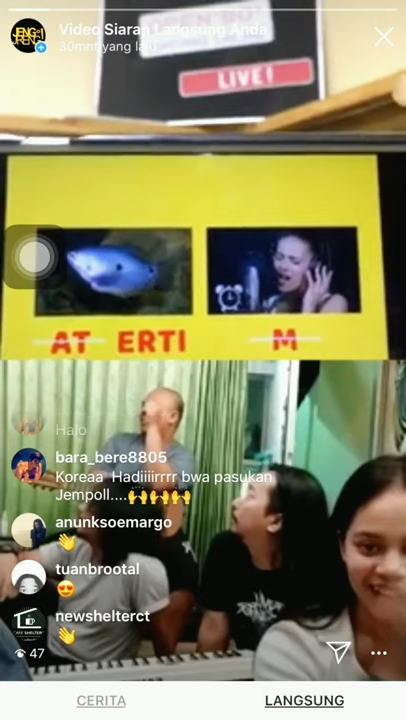 Video Siaran Langsung Anda
30mnt yang lalu
LIVE!
AT ERTI
M
Halo
bara_bere8805
Koreaa Hadiiiirrrr bwa pasukan
Jempoll....🙌🙌🙌🙌
anunksoemargo
👋
tuanbrootal
😍
newshelterct
👋
47
CERITA
LANGSUNG